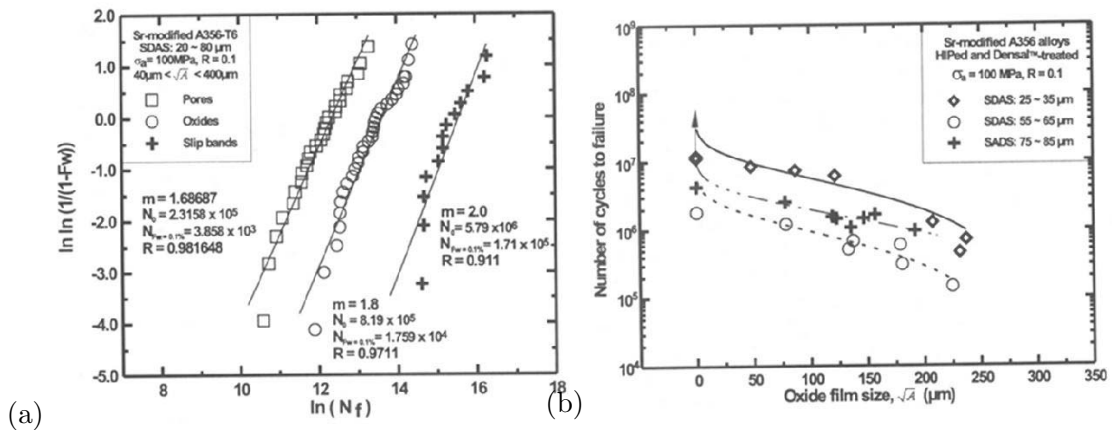 Sr-modified A356-T6
SDAS: 20 ~ 80 μm
σa = 100MPa, R = 0.1
40μm < √A < 400μm
Pores
Oxides
Slip bands
m = 1.68687
N0 = 2.3158 x 10^5
NFw = 0.1% = 3.858 x 10^3
R = 0.981648
m = 2.0
N0 = 5.79 x 10^6
NFw = 0.1% = 1.71 x 10^5
R = 0.911
m = 1.8
N0 = 8.19 x 10^5
NFw = 0.1% = 1.759 x 10^4
R = 0.9711
ln ln (1/(1-Fw))
2.0
1.0
0.0
-1.0
-2.0
-3.0
-4.0
-5.0
8 10 12 14 16 18
ln ( Nf )
(a)
Sr-modified A356 alloys
HIPed and Densal™-treated
σa = 100 MPa, R = 0.1
SDAS: 25 ~ 35 μm
SDAS: 55 ~ 65 μm
SADS: 75 ~ 85 μm
Number of cycles to failure
10^9
10^8
10^7
10^6
10^5
10^4
0 50 100 150 200 250 300 350
Oxide film size, √A (μm)
(b)